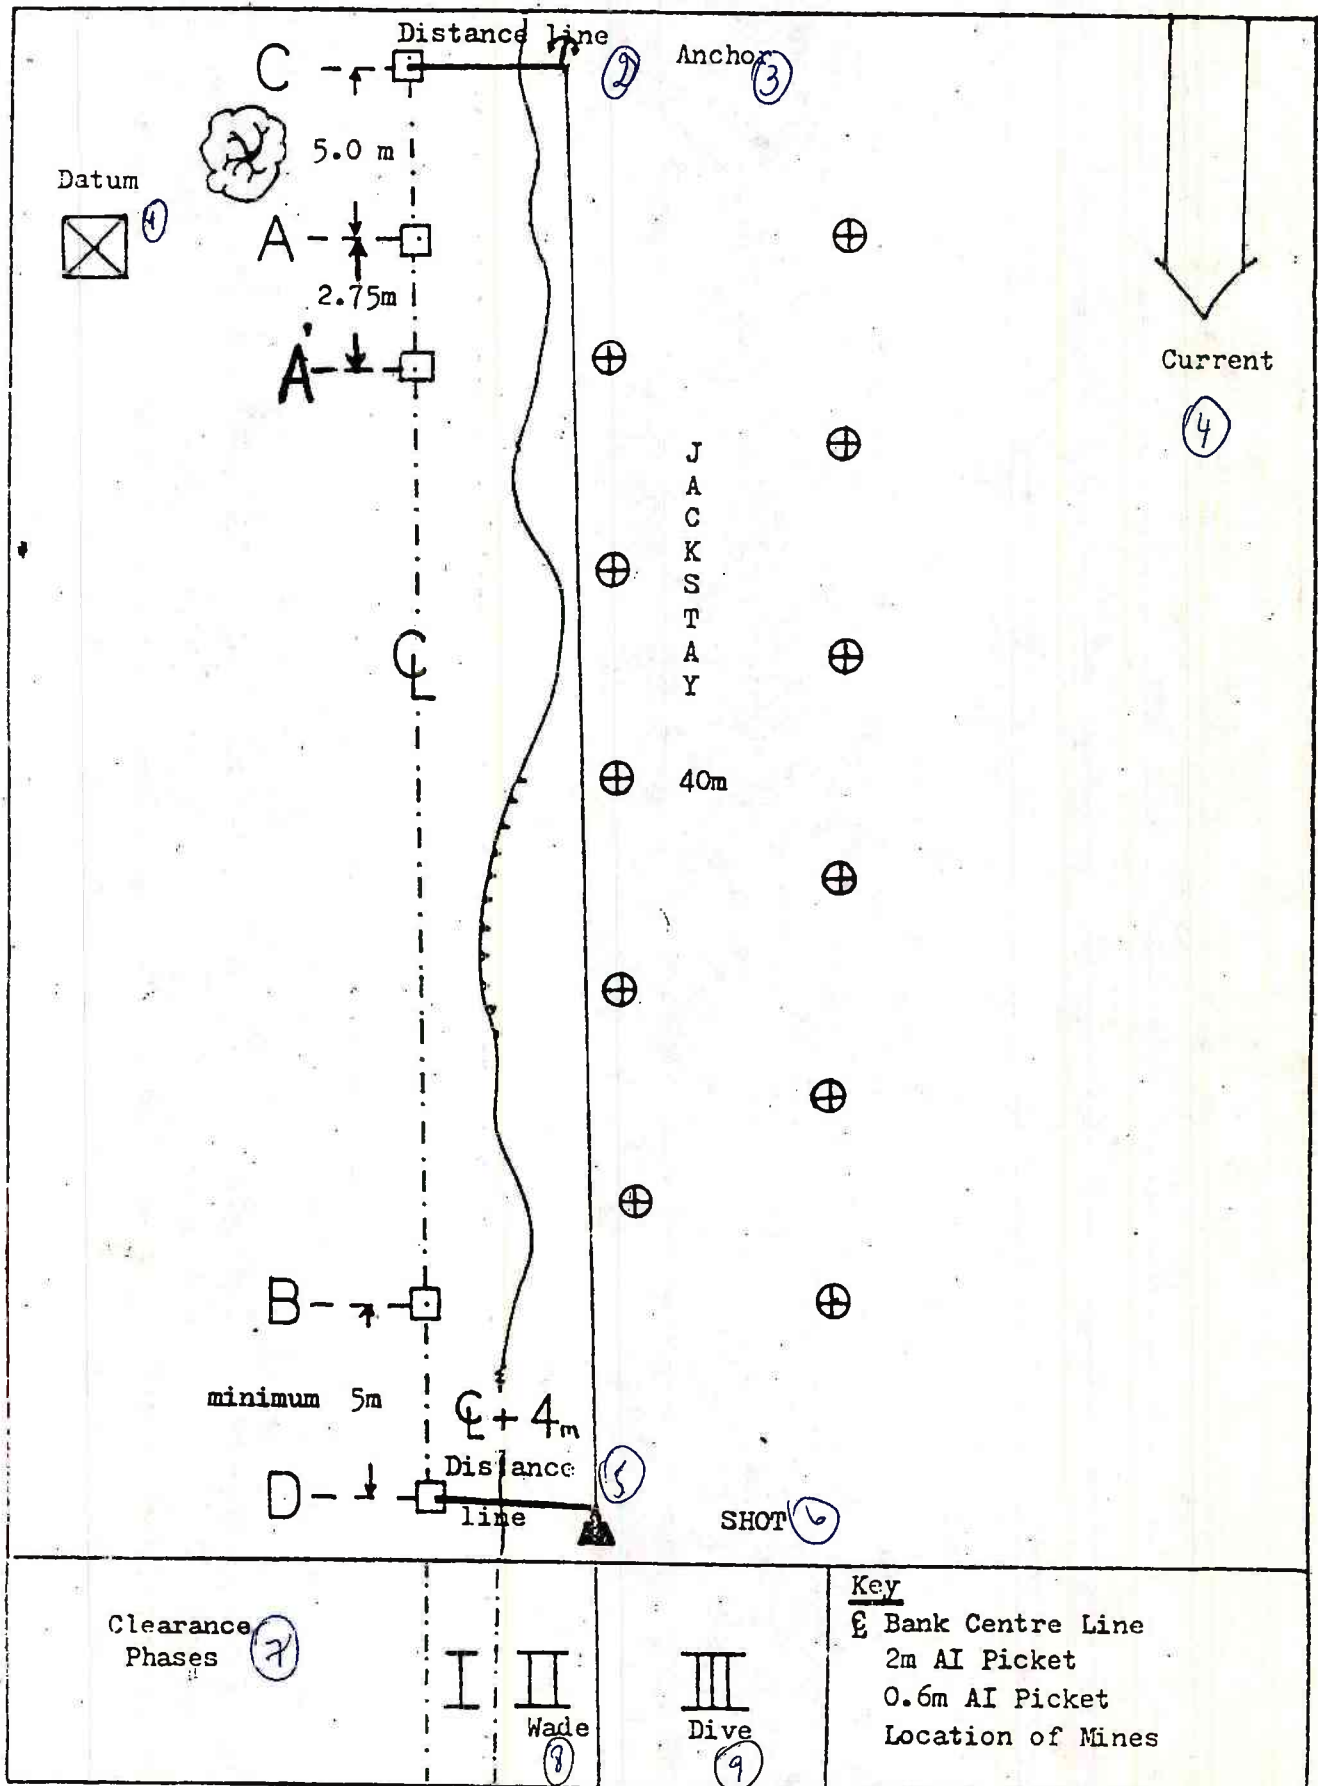 Distance line
C
2
Anchor
3
5.0 m
Datum
1
A
2.75m
A'
Current
4
JACKSTAY
℄
40m
B
minimum 5m
℄ + 4m
Distance
line
5
D
SHOT
6
Clearance
Phases
7
I
II
Wade
8
III
Dive
9
Key
℄ Bank Centre Line
2m AI Picket
0.6m AI Picket
Location of Mines